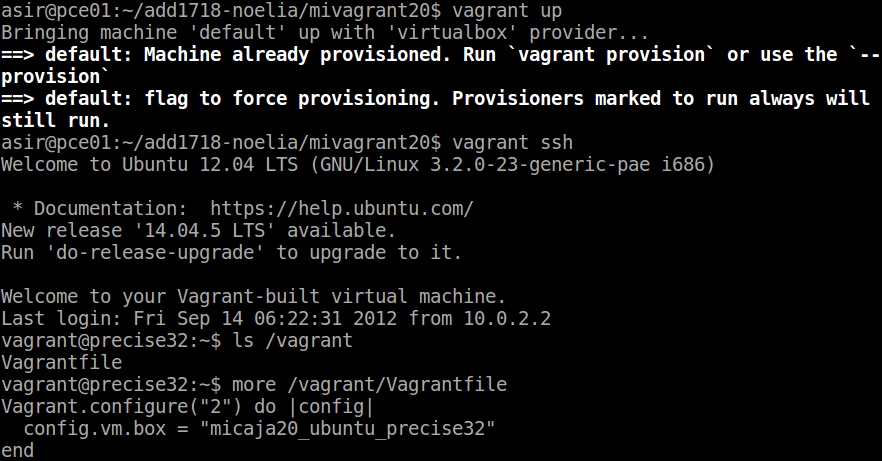 asir@pce01:~/add1718-noelia/mivagrant20$ vagrant up
Bringing machine 'default' up with 'virtualbox' provider...
==> default: Machine already provisioned. Run `vagrant provision` or use the `--
provision`
==> default: flag to force provisioning. Provisioners marked to run always will
still run.
asir@pce01:~/add1718-noelia/mivagrant20$ vagrant ssh
Welcome to Ubuntu 12.04 LTS (GNU/Linux 3.2.0-23-generic-pae i686)

 * Documentation:  https://help.ubuntu.com/
New release '14.04.5 LTS' available.
Run 'do-release-upgrade' to upgrade to it.

Welcome to your Vagrant-built virtual machine.
Last login: Fri Sep 14 06:22:31 2012 from 10.0.2.2
vagrant@precise32:~$ ls /vagrant
Vagrantfile
vagrant@precise32:~$ more /vagrant/Vagrantfile
Vagrant.configure("2") do |config|
  config.vm.box = "micaja20_ubuntu_precise32"
end